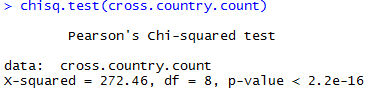 > chisq.test(cross.country.count)
Pearson's Chi-squared test
data:  cross.country.count
X-squared = 272.46, df = 8, p-value < 2.2e-16